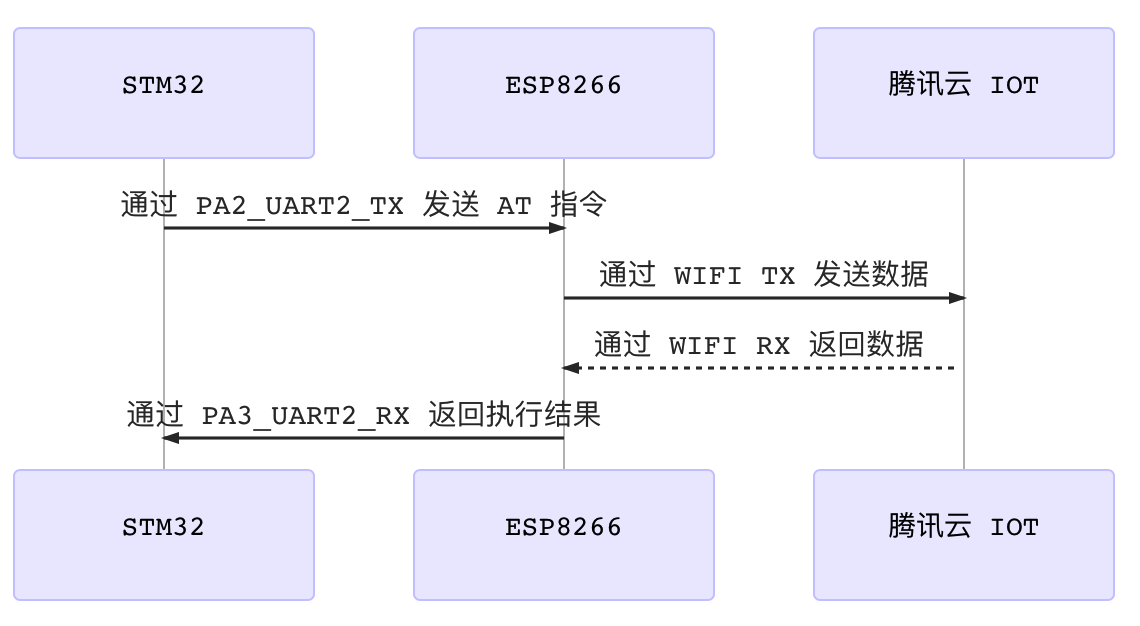 STM32
ESP8266
腾讯云 IOT
通过 PA2_UART2_TX 发送 AT 指令
通过 WIFI TX 发送数据
通过 WIFI RX 返回数据
通过 PA3_UART2_RX 返回执行结果
STM32
ESP8266
腾讯云 IOT